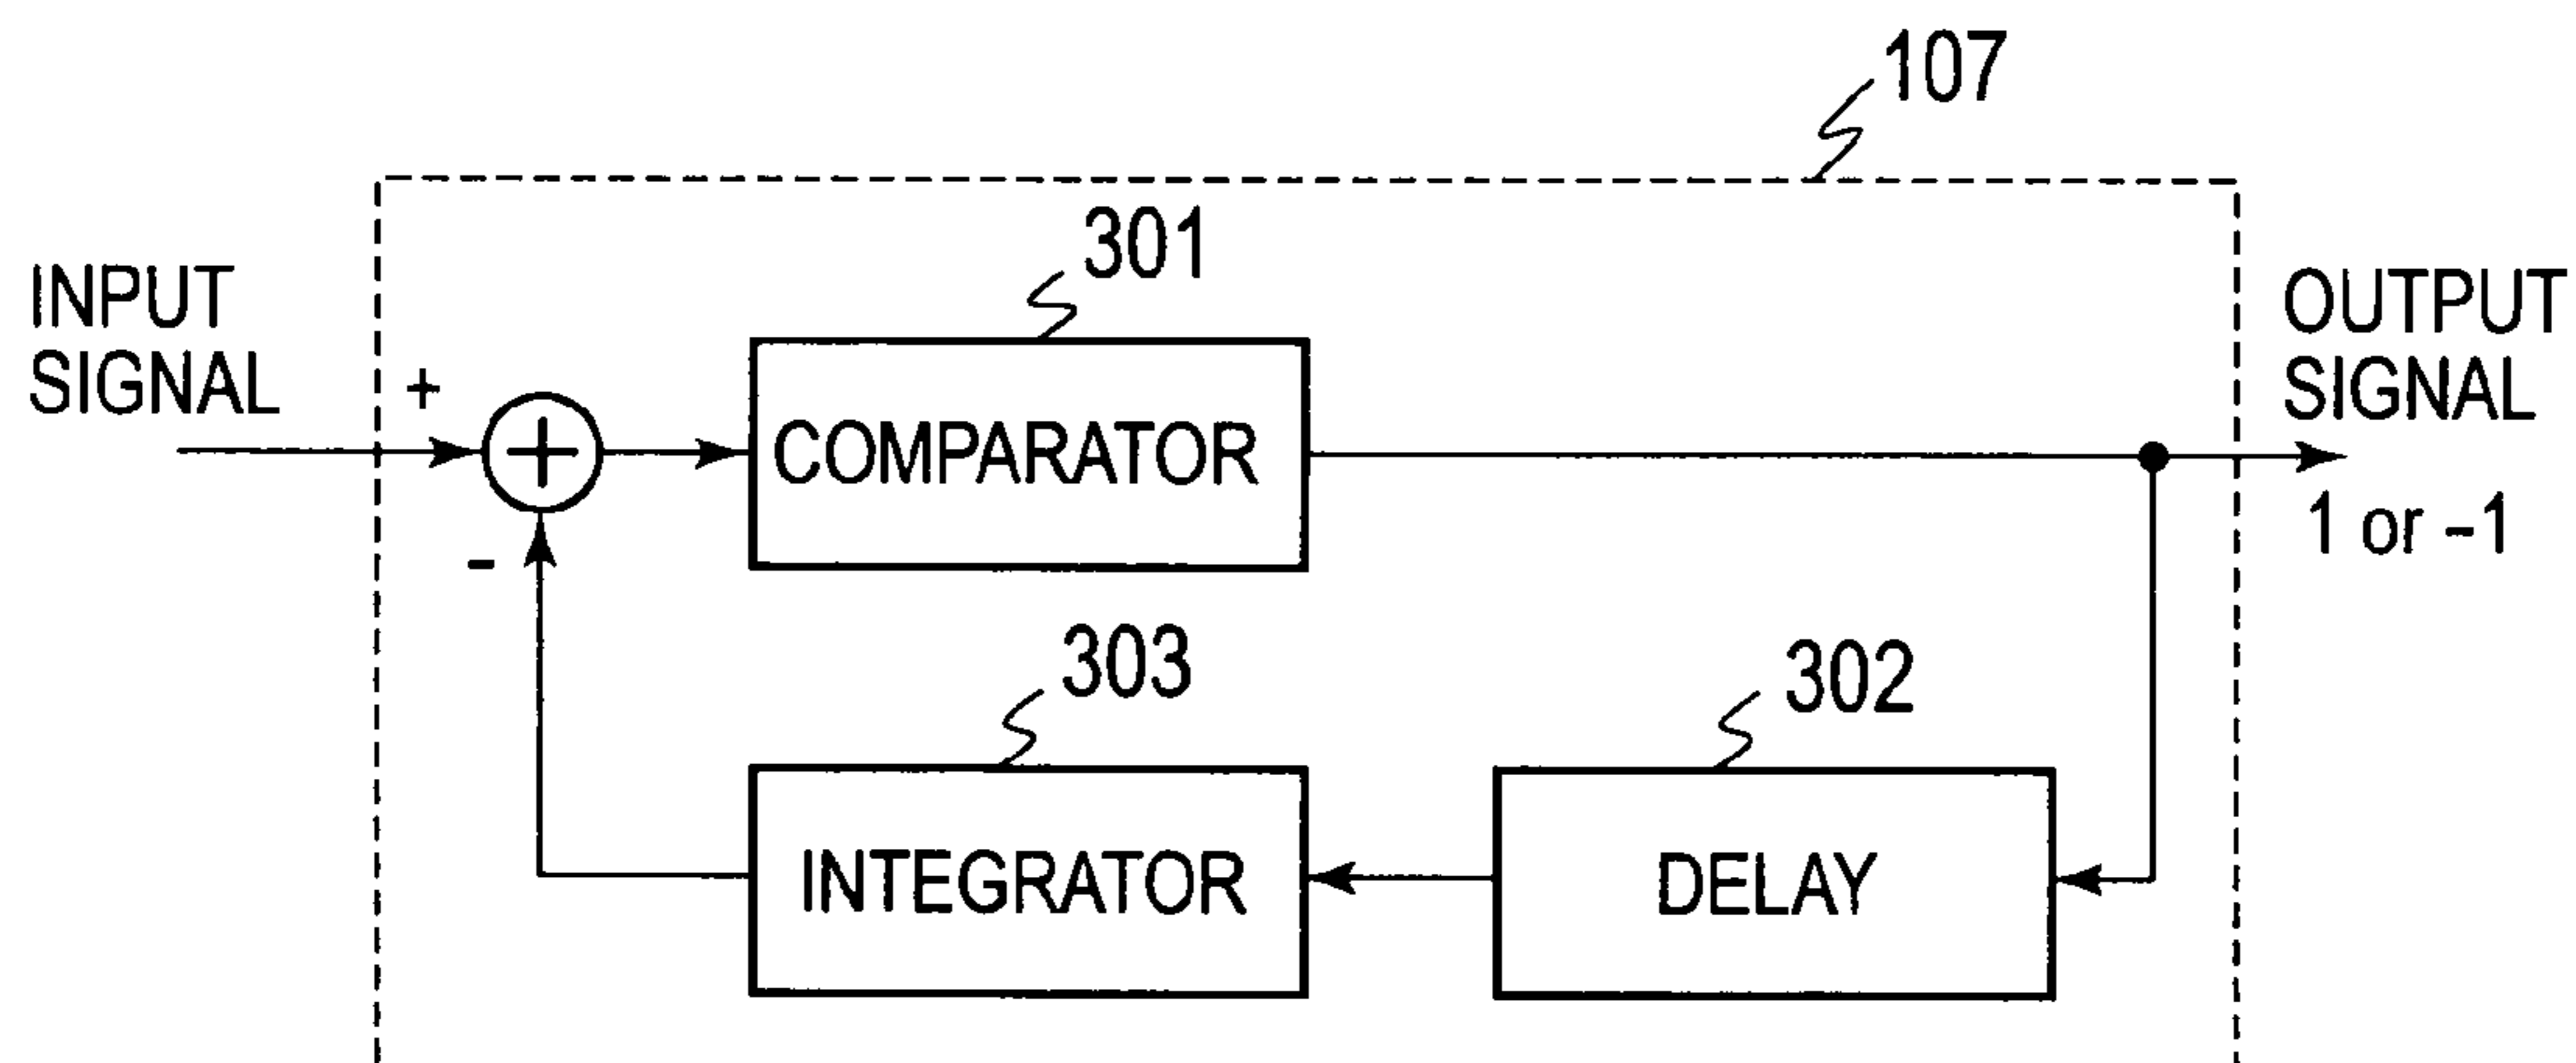 107
301
INPUT
SIGNAL
+
+
COMPARATOR
OUTPUT
SIGNAL
1 or -1
-
303
302
INTEGRATOR
DELAY